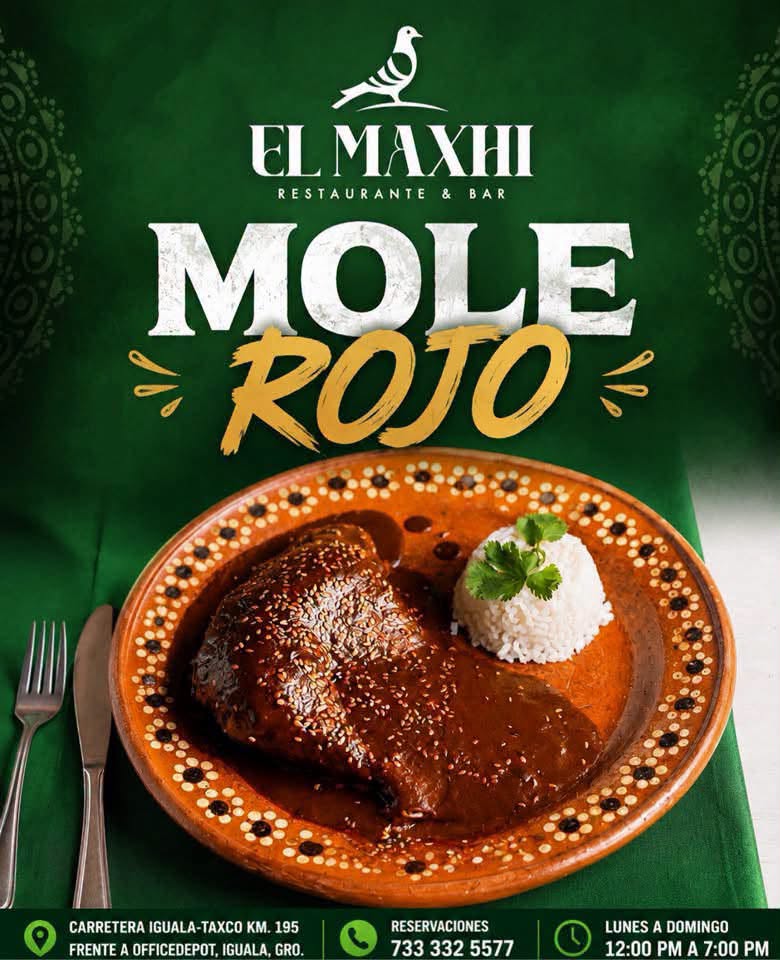 EL MAXHI
RESTAURANTE & BAR
MOLE
ROJO
CARRETERA IGUALA-TAXCO KM. 195
FRENTE A OFFICEDEPOT, IGUALA, GRO.
RESERVACIONES
733 332 5577
LUNES A DOMINGO
12:00 PM A 7:00 PM